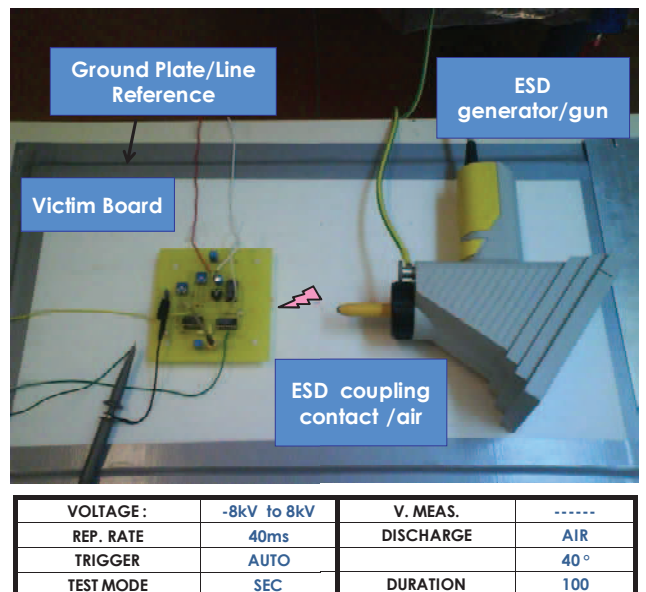 Ground Plate/Line
Reference
ESD
generator/gun
Victim Board
ESD coupling
contact /air
VOLTAGE : -8kV to 8kV V. MEAS. ------
REP. RATE 40ms DISCHARGE AIR
TRIGGER AUTO 40°
TEST MODE SEC DURATION 100